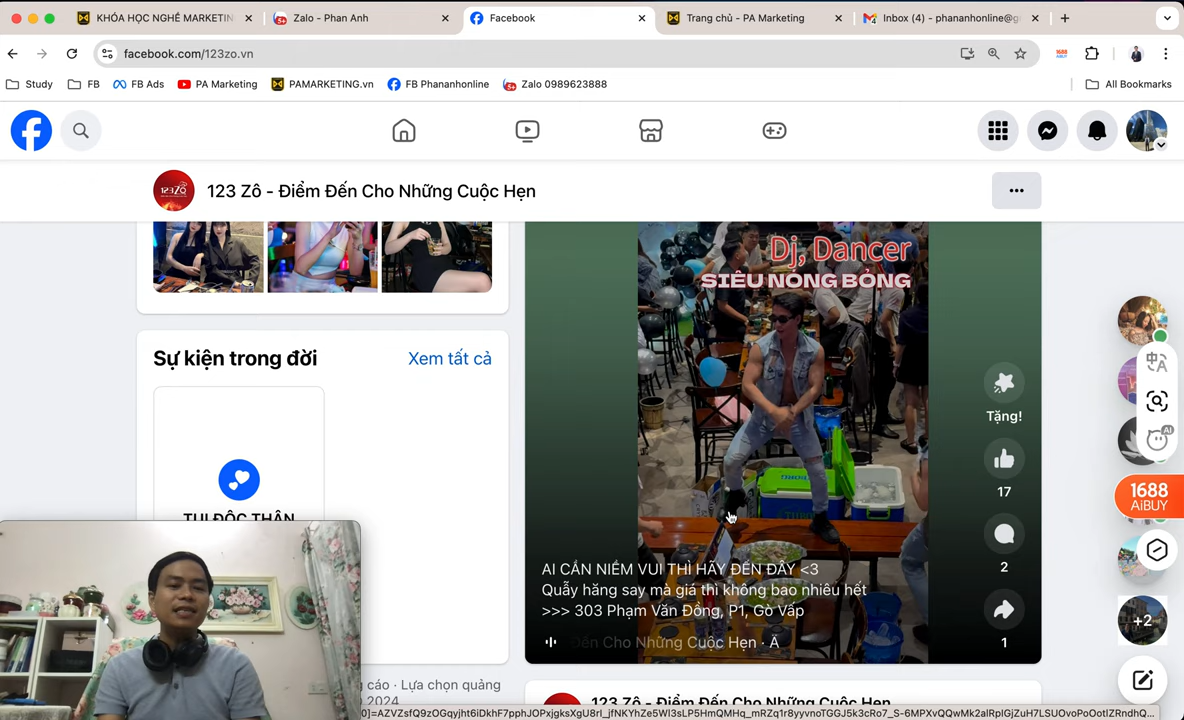 KHÓA HỌC NGHỀ MARKETIN
Zalo - Phan Anh
Facebook
Trang chủ - PA Marketing
Inbox (4) - phananhonline@g
facebook.com/123zo.vn
Study
FB
FB Ads
PA Marketing
PAMARKETING.vn
FB Phananhonline
Zalo 0989623888
All Bookmarks
123 Zô - Điểm Đến Cho Những Cuộc Hẹn
Dj, Dancer
SIÊU NÓNG BỎNG
Sự kiện trong đời
Xem tất cả
TUI ĐỘC THÂN
Tặng!
17
2
1
AI CẦN NIỀM VUI THÌ HÃY ĐẾN ĐÂY <3
Quẫy hăng say mà giá thì không bao nhiêu hết
>>> 303 Phạm Văn Đồng, P1, Gò Vấp
Đến Cho Những Cuộc Hẹn · Â
1688
AiBUY
+2
cáo · Lựa chọn quảng
2024
123 Zô - Điểm Đến Cho Những Cuộc Hẹn